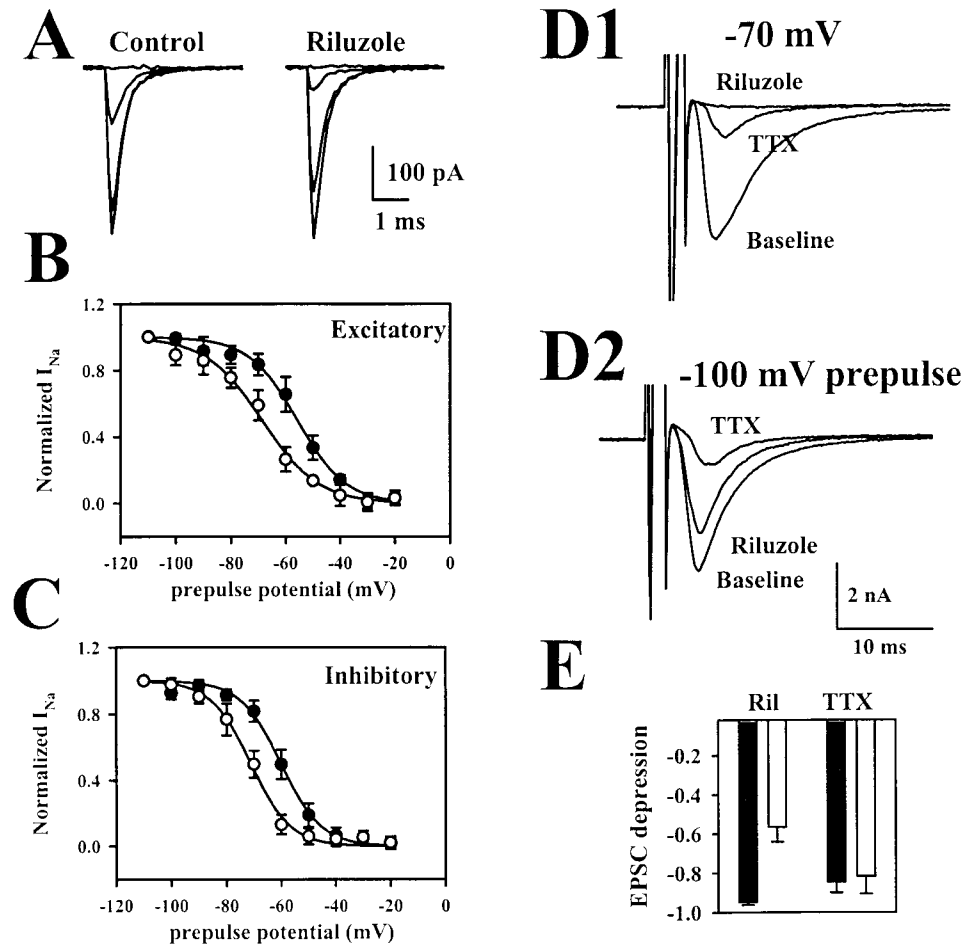 A
Control
Riluzole
100 pA
1 ms
B
1.2
0.8
0.4
0.0
Normalized I_Na
Excitatory
-120 -100 -80 -60 -40 -20 0
prepulse potential (mV)
C
1.2
0.8
0.4
0.0
Normalized I_Na
Inhibitory
-120 -100 -80 -60 -40 -20 0
prepulse potential (mV)
D1
-70 mV
Riluzole
TTX
Baseline
D2
-100 mV prepulse
TTX
Riluzole
Baseline
2 nA
10 ms
E
Ril TTX
-0.2
-0.4
-0.6
-0.8
-1.0
EPSC depression